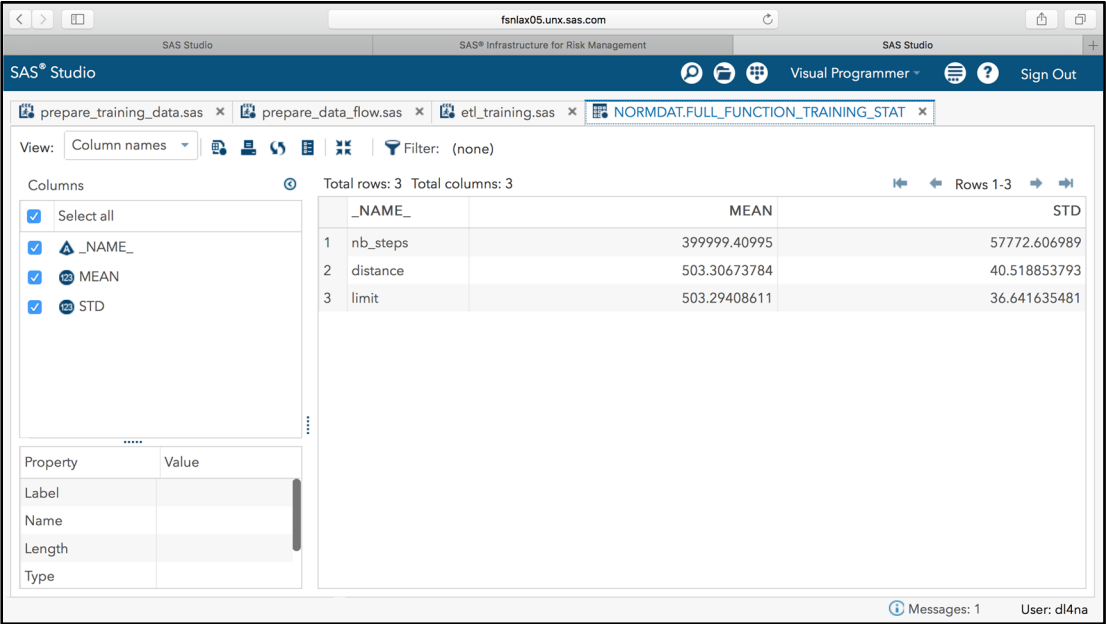 fsnlax05.unx.sas.com
SAS Studio
SAS® Infrastructure for Risk Management
SAS Studio
SAS® Studio
Visual Programmer
Sign Out
prepare_training_data.sas
prepare_data_flow.sas
etl_training.sas
NORMDAT.FULL_FUNCTION_TRAINING_STAT
View: Column names
Filter: (none)
Columns
Select all
_NAME_
MEAN
STD
Property Value
Label
Name
Length
Type
Total rows: 3 Total columns: 3
Rows 1-3
_NAME_ MEAN STD
1 nb_steps 399999.40995 57772.606989
2 distance 503.30673784 40.518853793
3 limit 503.29408611 36.641635481
Messages: 1
User: dl4na